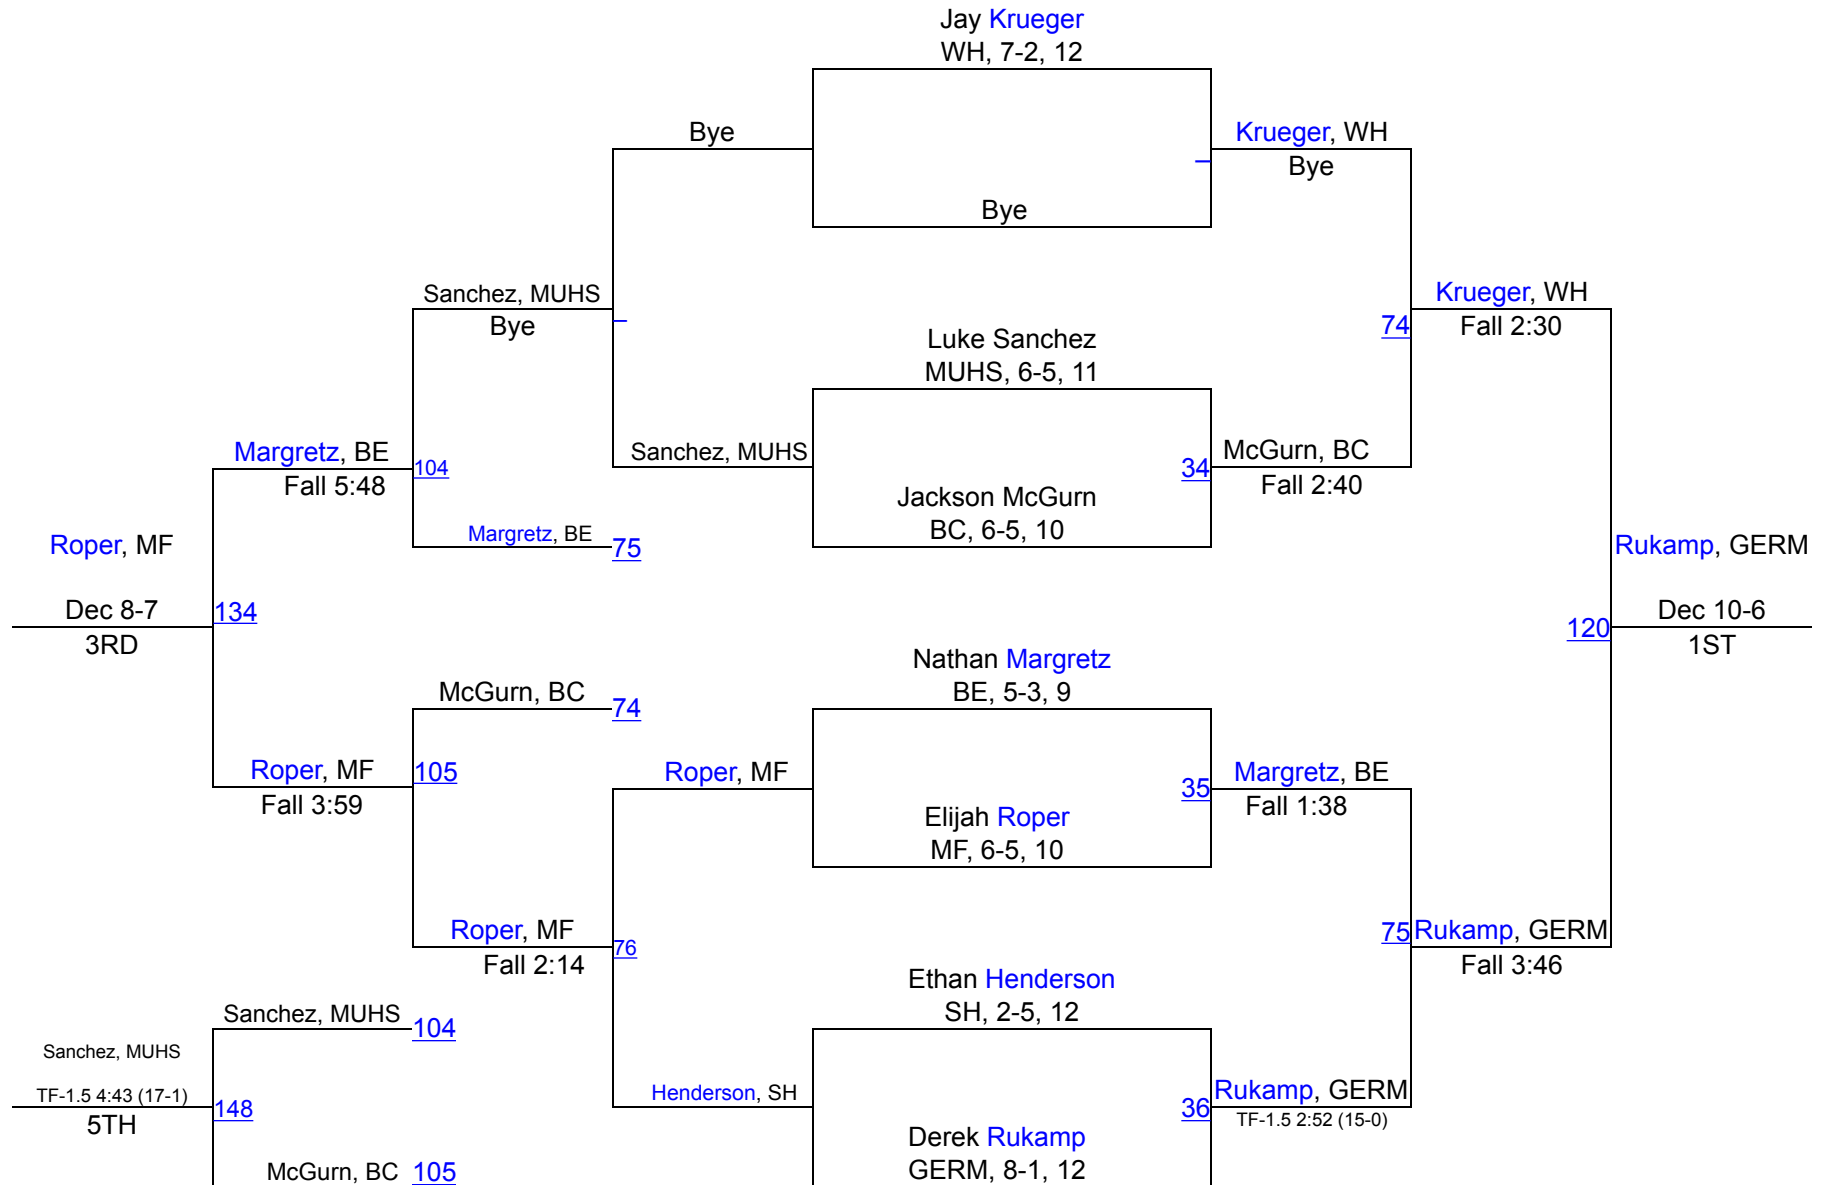 Jay Krueger
WH, 7-2, 12
Bye
Krueger, WH
Bye
Bye
Sanchez, MUHS
Bye
Krueger, WH
Fall 2:30
74
Luke Sanchez
MUHS, 6-5, 11
Margretz, BE
Fall 5:48
104
Sanchez, MUHS
34
McGurn, BC
Fall 2:40
Jackson McGurn
BC, 6-5, 10
Margretz, BE
75
Roper, MF
Dec 8-7
3RD
134
Rukamp, GERM
Dec 10-6
1ST
120
Nathan Margretz
BE, 5-3, 9
McGurn, BC
74
Roper, MF
Fall 3:59
105
Roper, MF
35
Margretz, BE
Fall 1:38
Elijah Roper
MF, 6-5, 10
Roper, MF
Fall 2:14
76
75
Rukamp, GERM
Fall 3:46
Ethan Henderson
SH, 2-5, 12
Sanchez, MUHS
104
Sanchez, MUHS
TF-1.5 4:43 (17-1)
5TH
148
Henderson, SH
36
Rukamp, GERM
TF-1.5 2:52 (15-0)
Derek Rukamp
GERM, 8-1, 12
McGurn, BC
105